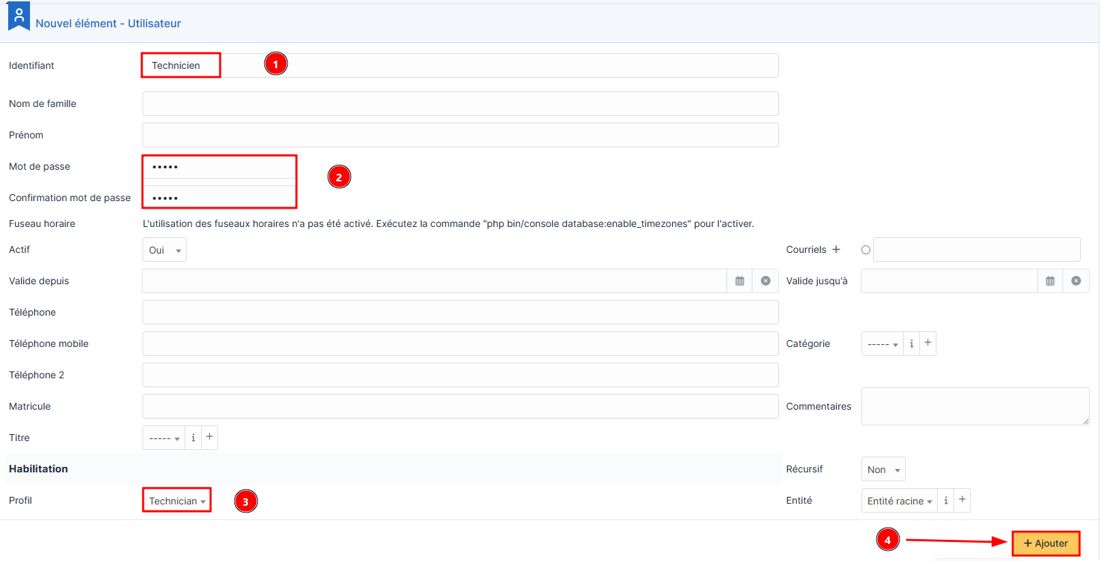 Nouvel élément - Utilisateur
Identifiant Technicien 1
Nom de famille
Prénom
Mot de passe ••••• 2
Confirmation mot de passe •••••
Fuseau horaire L'utilisation des fuseaux horaires n'a pas été activé. Exécutez la commande "php bin/console database:enable_timezones" pour l'activer.
Actif Oui Courriels +
Valide depuis Valide jusqu'à
Téléphone
Téléphone mobile Catégorie ----- i +
Téléphone 2
Matricule Commentaires
Titre ----- i +
Habilitation Récursif Non
Profil Technician 3 Entité Entité racine i +
4 + Ajouter